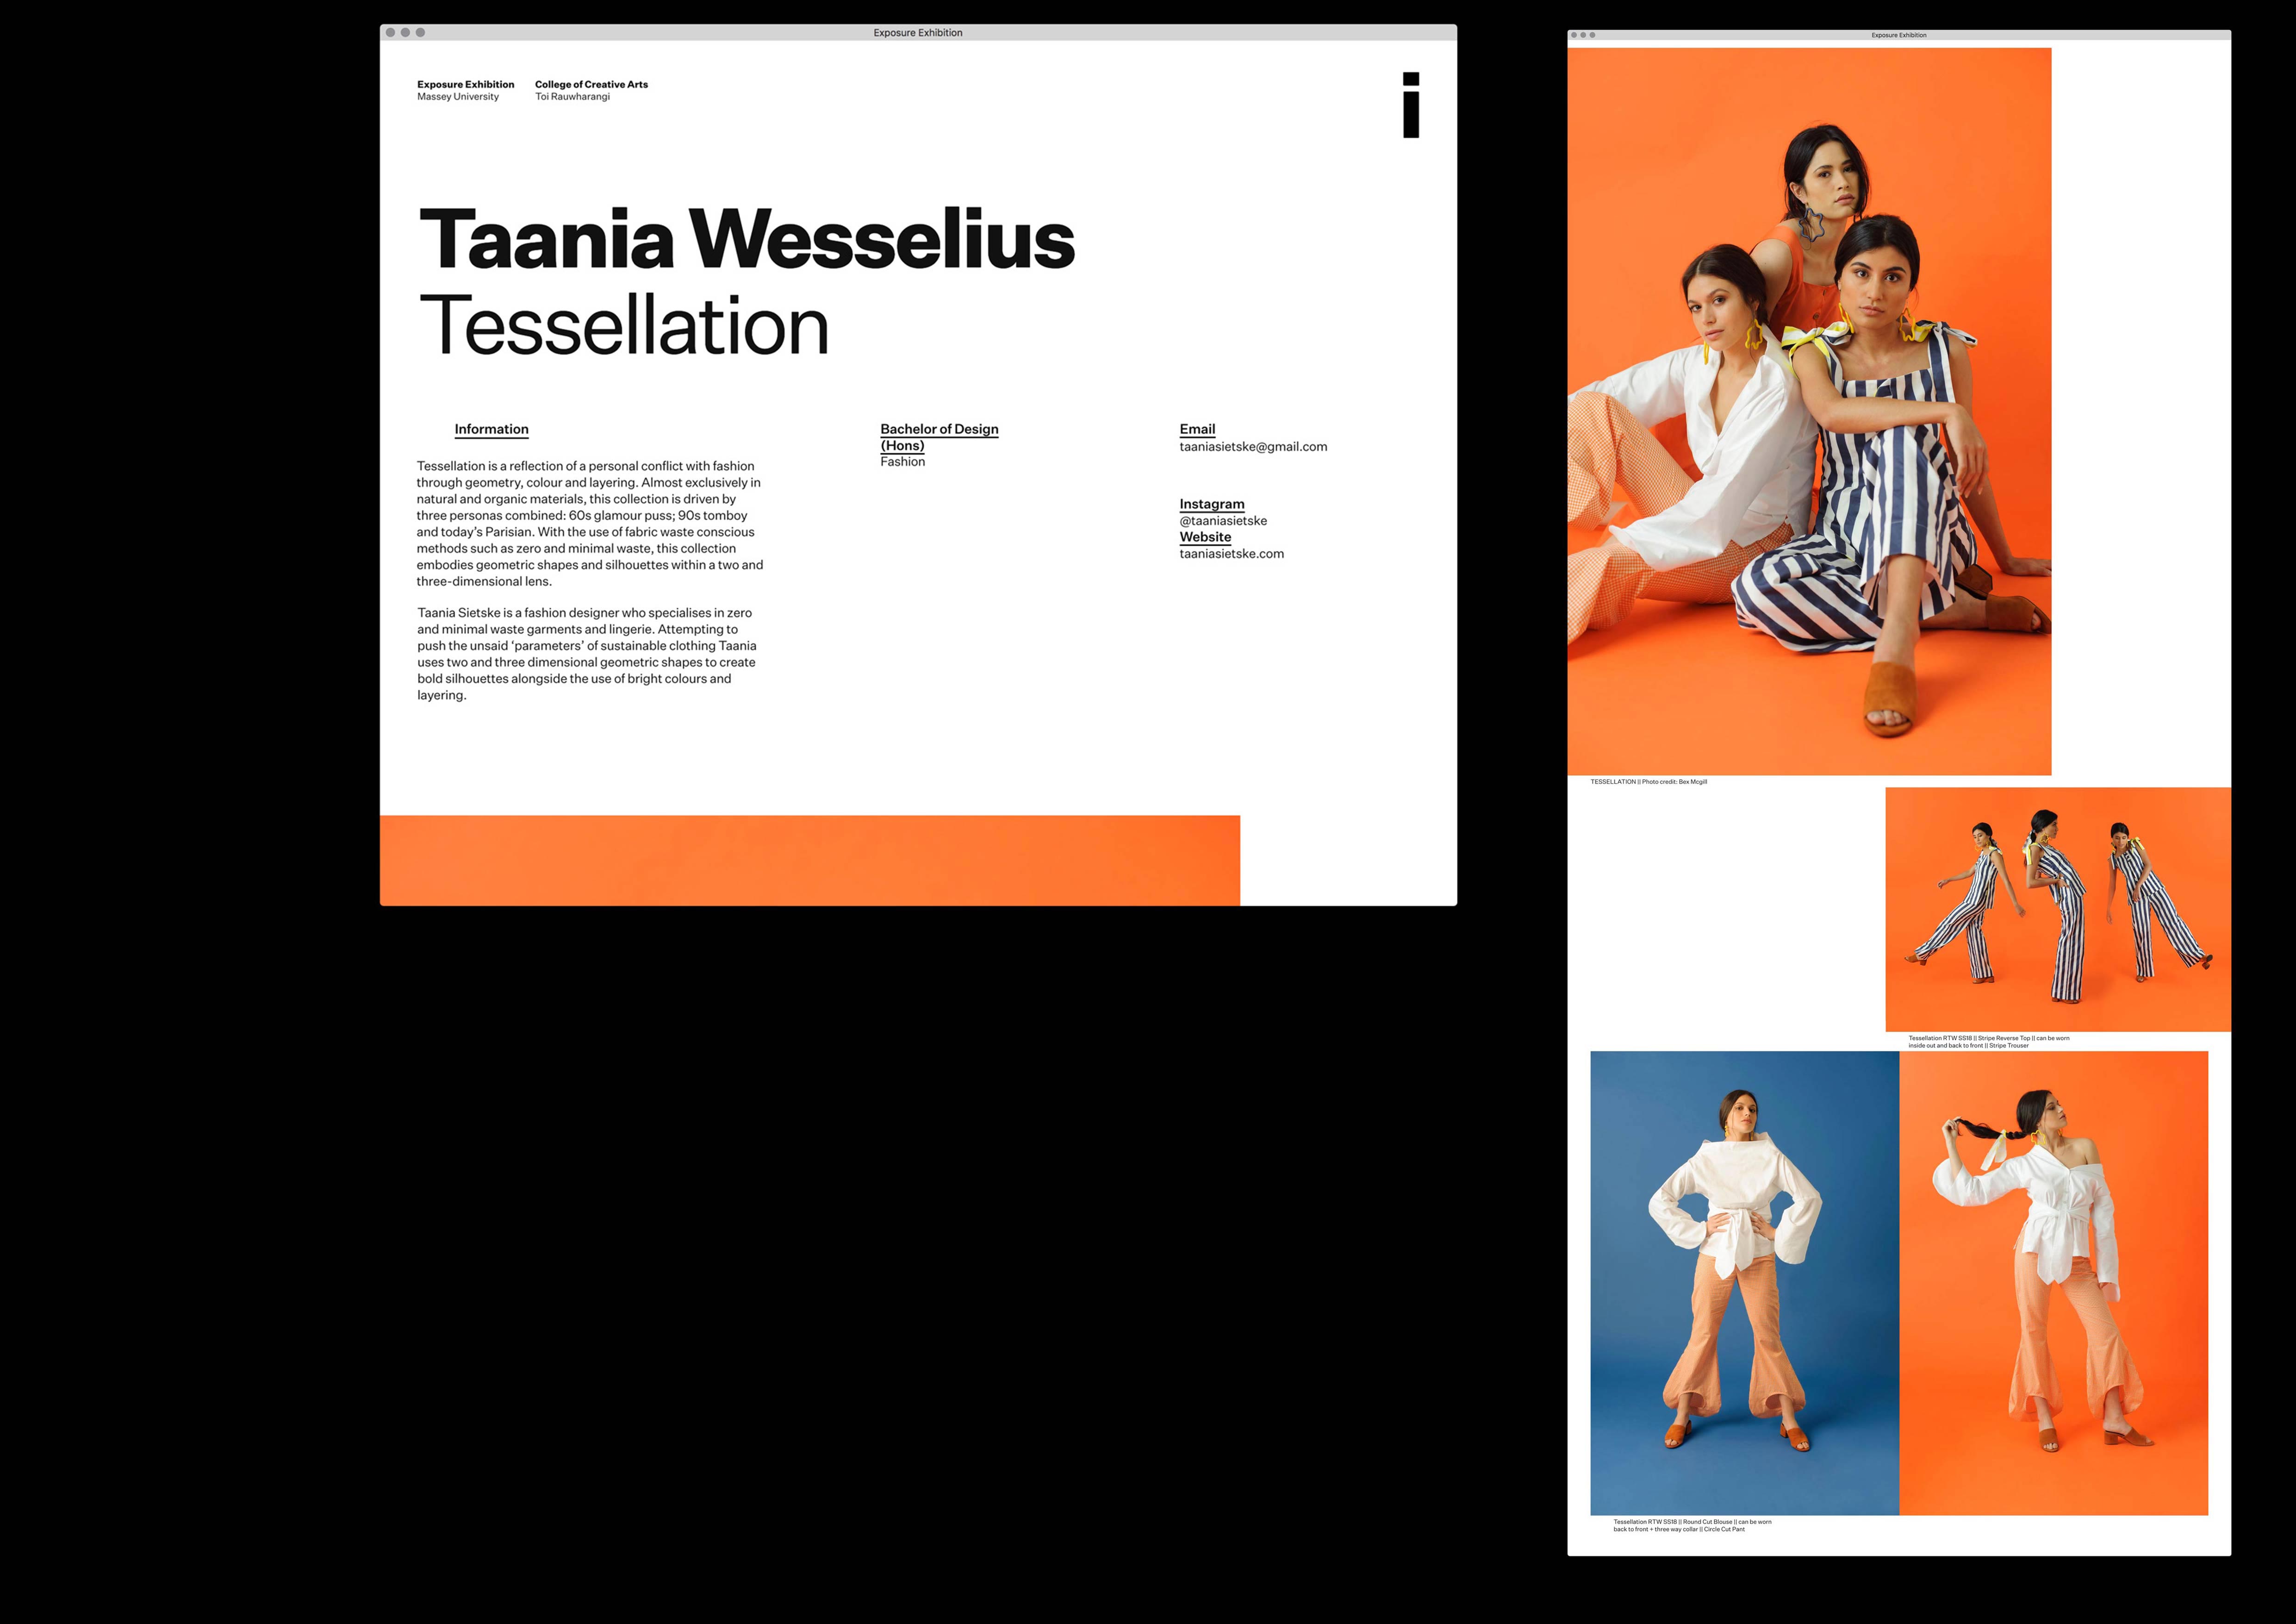 Exposure Exhibition
Exposure Exhibition College of Creative Arts
Massey University Toi Rauwharangi
i
Taania Wesselius
Tessellation
Information
Tessellation is a reflection of a personal conflict with fashion
through geometry, colour and layering. Almost exclusively in
natural and organic materials, this collection is driven by
three personas combined: 60s glamour puss; 90s tomboy
and today’s Parisian. With the use of fabric waste conscious
methods such as zero and minimal waste, this collection
embodies geometric shapes and silhouettes within a two and
three-dimensional lens.
Taania Sietske is a fashion designer who specialises in zero
and minimal waste garments and lingerie. Attempting to
push the unsaid ‘parameters’ of sustainable clothing Taania
uses two and three dimensional geometric shapes to create
bold silhouettes alongside the use of bright colours and
layering.
Bachelor of Design
(Hons)
Fashion
Email
taaniasietske@gmail.com
Instagram
@taaniasietske
Website
taaniasietske.com
Exposure Exhibition
TESSELLATION || Photo credit: Bex Mcgill
Tessellation RTW SS18 || Stripe Reverse Top || can be worn
inside out and back to front || Stripe Trouser
Tessellation RTW SS18 || Round Cut Blouse || can be worn
back to front + three way collar || Circle Cut Pant